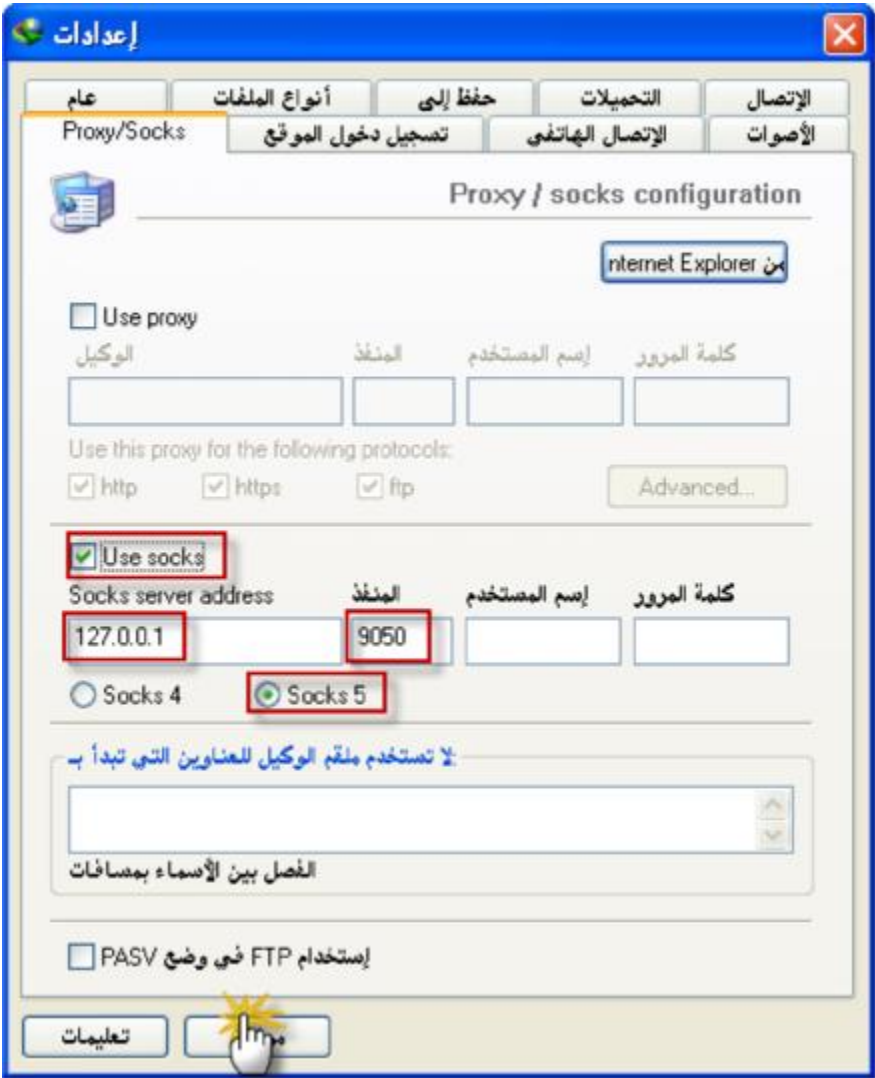 إعدادات
عام أنواع الملفات حفظ إلى التحميلات الإتصال
Proxy/Socks تسجيل دخول الموقع الإتصال الهاتفي الأصوات
Proxy / socks configuration
من nternet Explorer
Use proxy
الوكيل المنفذ إسم المستخدم كلمة المرور
Use this proxy for the following protocols:
http https ftp Advanced...
Use socks
Socks server address المنفذ إسم المستخدم كلمة المرور
127.0.0.1 9050
Socks 4 Socks 5
لا تستخدم ملقم الوكيل للعناوين التي تبدأ بـ:
الفصل بين الأسماء بمسافات
إستخدام FTP في وضع PASV
تعليمات